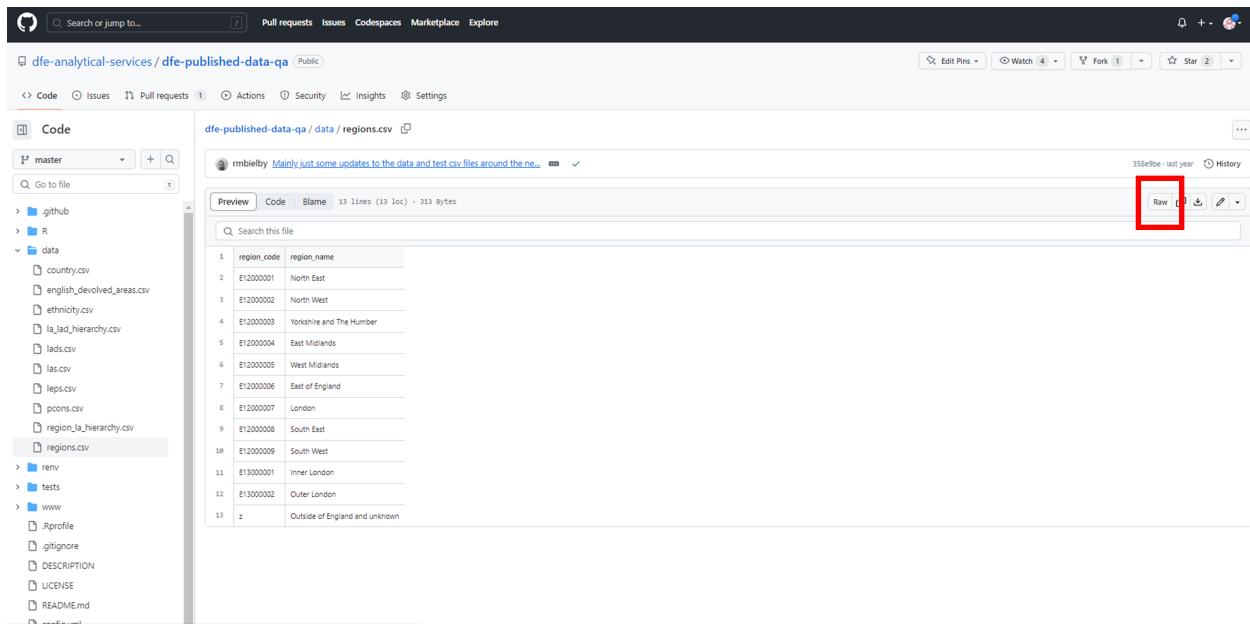 Search or jump to... / Pull requests Issues Codespaces Marketplace Explore
dfe-analytical-services / dfe-published-data-qa Public Edit Pins Watch 4 Fork 1 Star 2
Code Issues Pull requests 1 Actions Security Insights Settings
Code
master
Go to file t
.github
R
data
country.csv
english_devolved_areas.csv
ethnicity.csv
la_lad_hierarchy.csv
lads.csv
las.csv
leps.csv
pcons.csv
region_la_hierarchy.csv
regions.csv
renv
tests
www
.Rprofile
.gitignore
DESCRIPTION
LICENSE
README.md
dfe-published-data-qa / data / regions.csv
rmbielby Mainly just some updates to the data and test csv files around the ne... 358e9be · last year History
Preview Code Blame 13 lines (13 loc) · 313 Bytes Raw
Search this file
1 region_code region_name
2 E12000001 North East
3 E12000002 North West
4 E12000003 Yorkshire and The Humber
5 E12000004 East Midlands
6 E12000005 West Midlands
7 E12000006 East of England
8 E12000007 London
9 E12000008 South East
10 E12000009 South West
11 E13000001 Inner London
12 E13000002 Outer London
13 z Outside of England and unknown